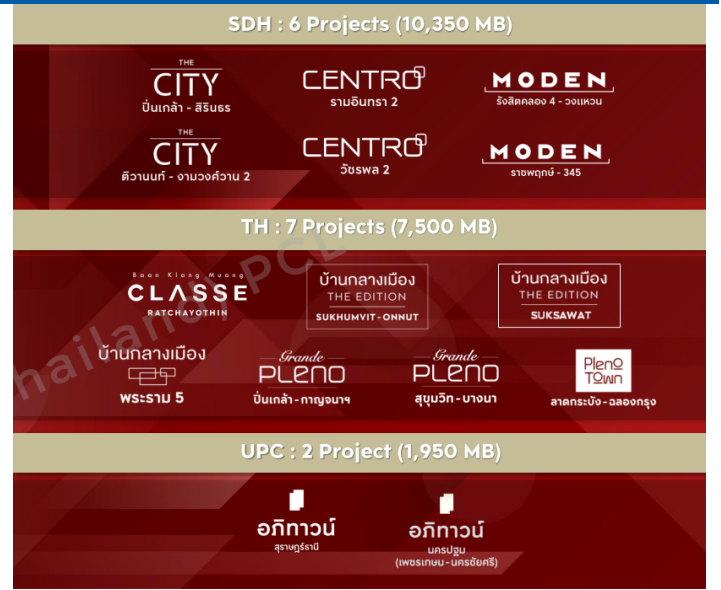 SDH : 6 Projects (10,350 MB)
THE
CITY
ปิ่นเกล้า - สิรินธร
CENTRO
รามอินทรา 2
MODEN
รังสิตคลอง 4 - วงแหวน
THE
CITY
ติวานนท์ - งามวงศ์วาน 2
CENTRO
วัชรพล 2
MODEN
ราชพฤกษ์ - 345
TH : 7 Projects (7,500 MB)
Baan Klang Muang
CLASSE
RATCHAYOTHIN
บ้านกลางเมือง
THE EDITION
SUKHUMVIT-ONNUT
บ้านกลางเมือง
THE EDITION
SUKSAWAT
บ้านกลางเมือง
พระราม 5
Grande
PLENO
ปิ่นเกล้า-กาญจนาฯ
Grande
PLENO
สุขุมวิท-บางนา
Pleno
Town
ลาดกระบัง-ฉลองกรุง
UPC : 2 Project (1,950 MB)
อภิทาวน์
สุราษฎร์ธานี
อภิทาวน์
นครปฐม
(เพชรเกษม-นครชัยศรี)
hailand) PCL